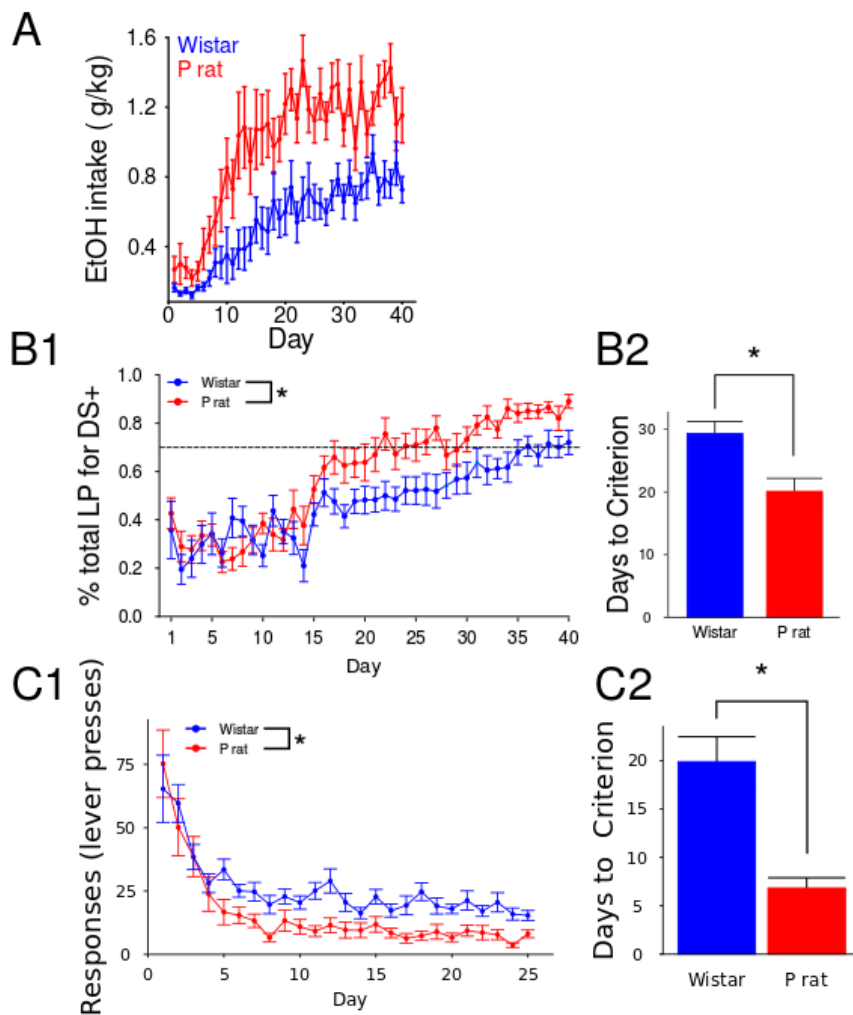 A
Wistar
P rat
EtOH intake ( g/kg)
1.6
1.2
0.8
0.4
0 10 20 30 40
Day
B1
Wistar
P rat
*
% total LP for DS+
1.0
0.8
0.6
0.4
0.2
0.0
1 5 10 15 20 25 30 35 40
Day
B2
*
Days to Criterion
30
20
10
0
Wistar P rat
C1
Wistar
P rat
*
Responses (lever presses)
75
50
25
0
0 5 10 15 20 25
Day
C2
*
Days to Criterion
20
15
10
5
0
Wistar P rat